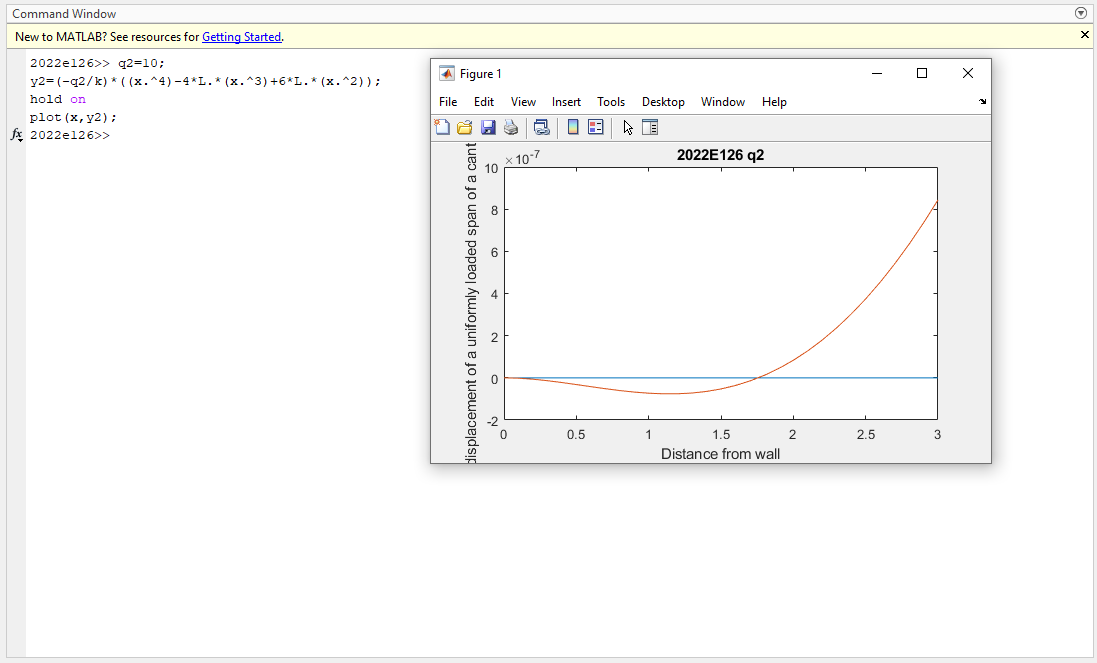 Command Window
New to MATLAB? See resources for Getting Started.
2022e126>> q2=10;
y2=(-q2/k)*((x.^4)-4*L.*(x.^3)+6*L.*(x.^2));
hold on
plot(x,y2);
fx 2022e126>>
Figure 1
File Edit View Insert Tools Desktop Window Help
2022E126 q2
×10-7
10
8
6
4
2
0
-2
0 0.5 1 1.5 2 2.5 3
Distance from wall
displacement of a uniformly loaded span of a cant